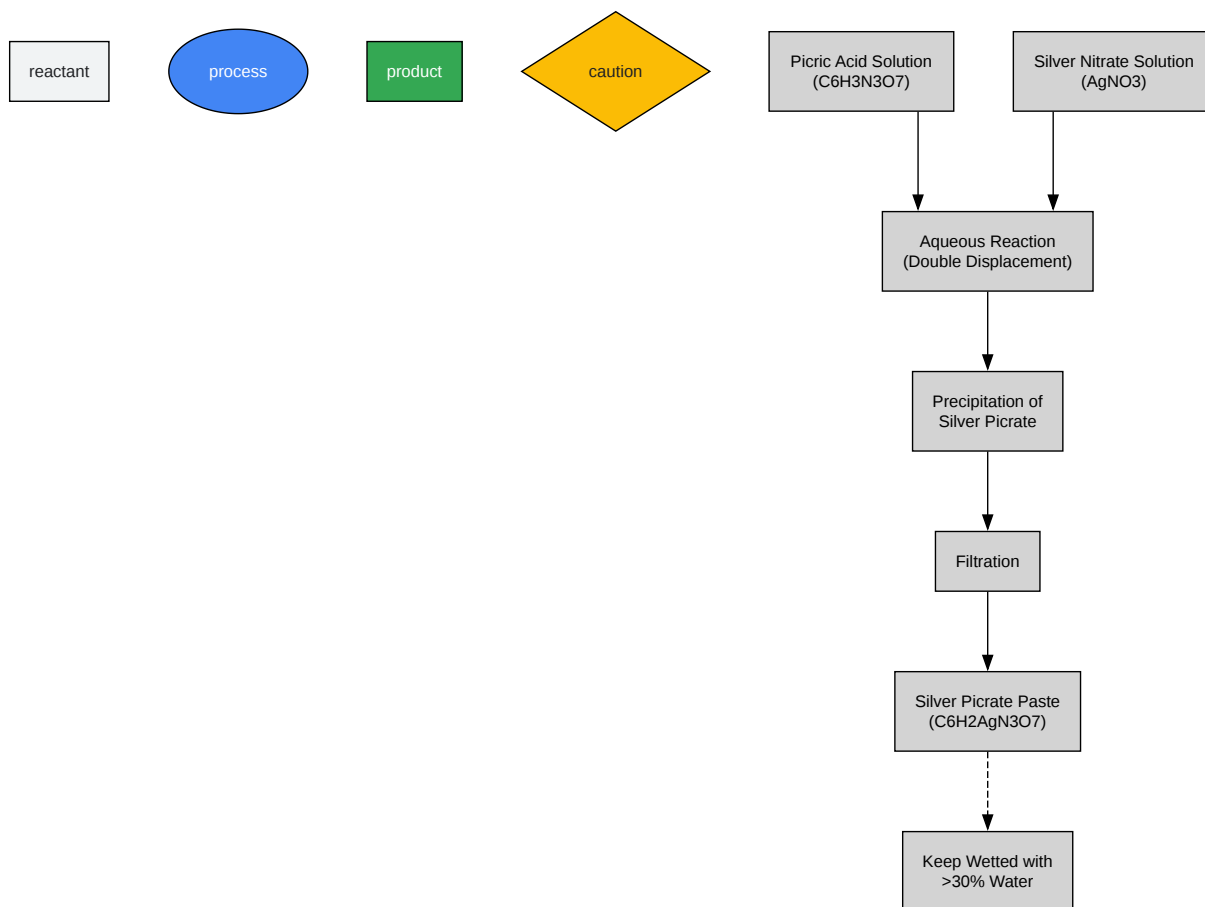 reactant
process
product
caution
Picric Acid Solution
(C6H3N3O7)
Silver Nitrate Solution
(AgNO3)
Aqueous Reaction
(Double Displacement)
Precipitation of
Silver Picrate
Filtration
Silver Picrate Paste
(C6H2AgN3O7)
Keep Wetted with
>30% Water